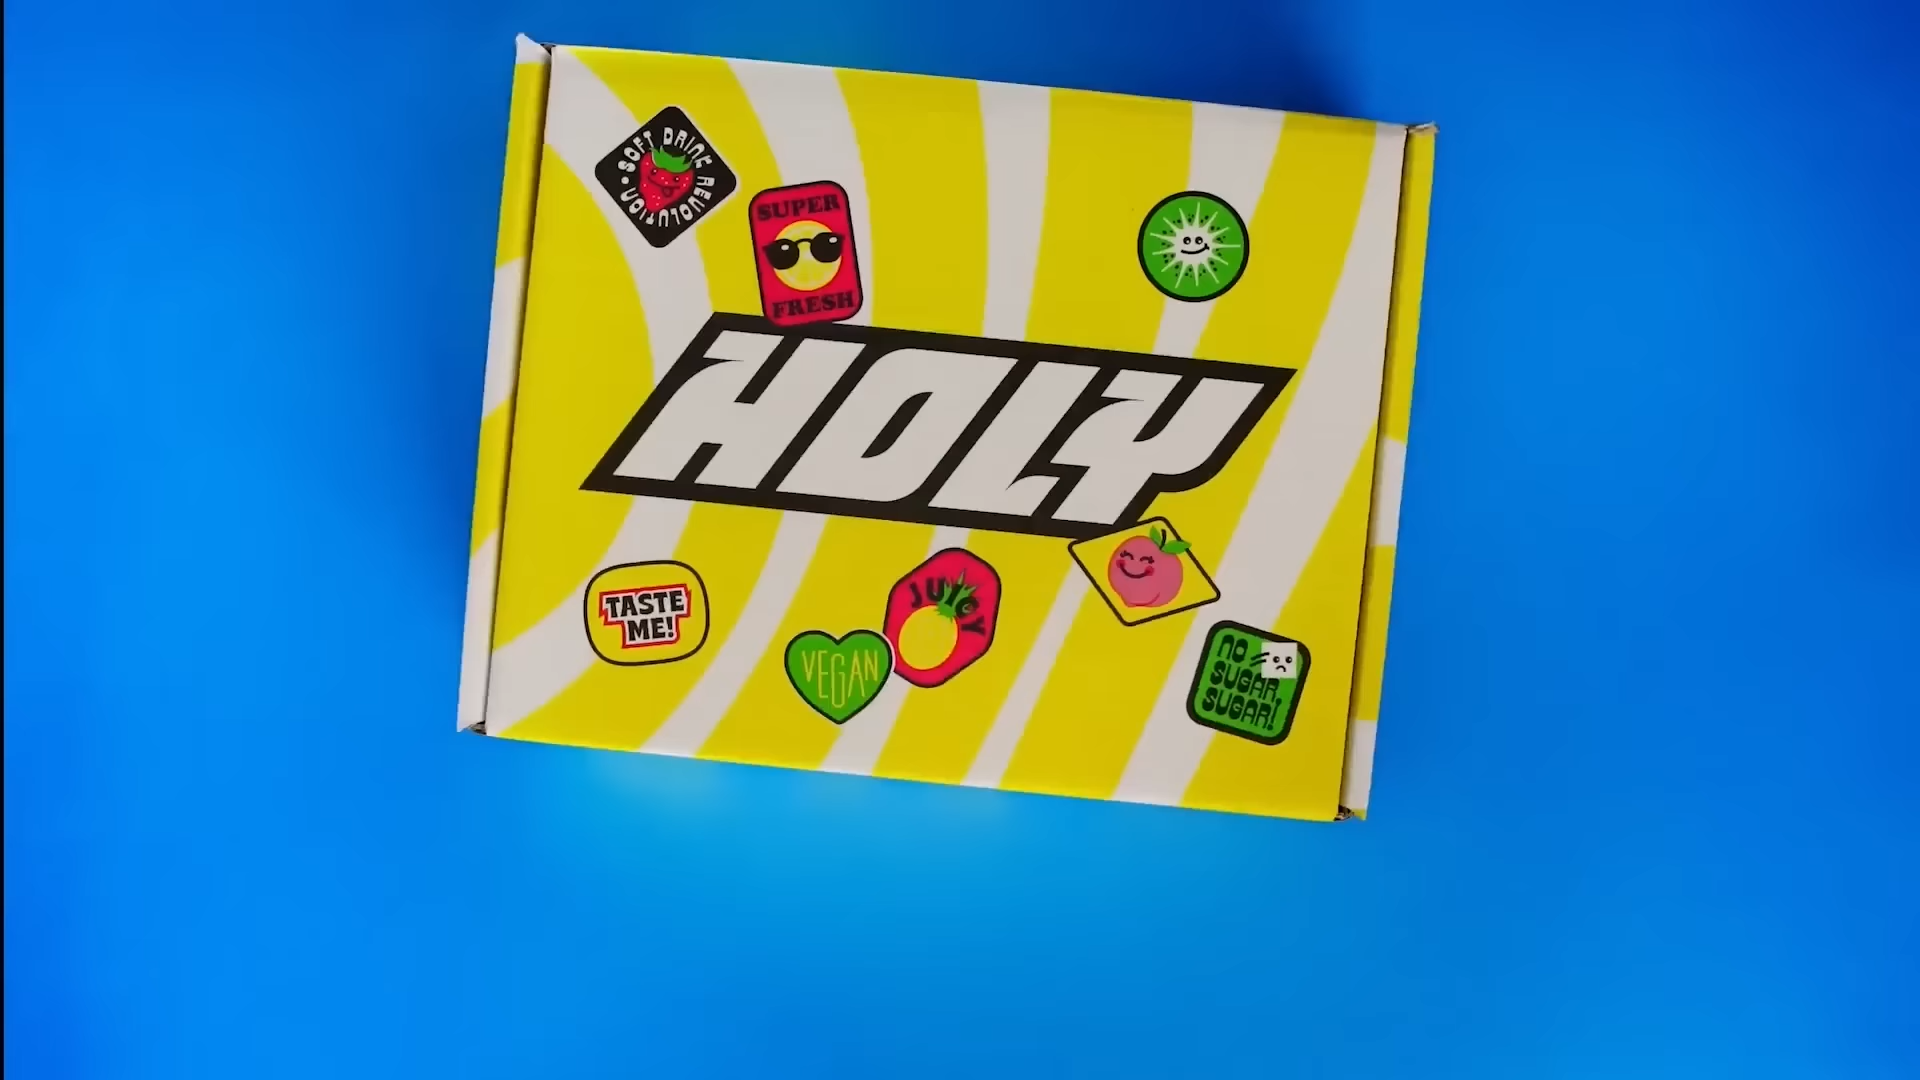 SOFT DRINK REVOLUTION
SUPER
FRESH
HOLY
TASTE
ME!
VEGAN
JUICY
NO
SUGAR,
SUGAR!